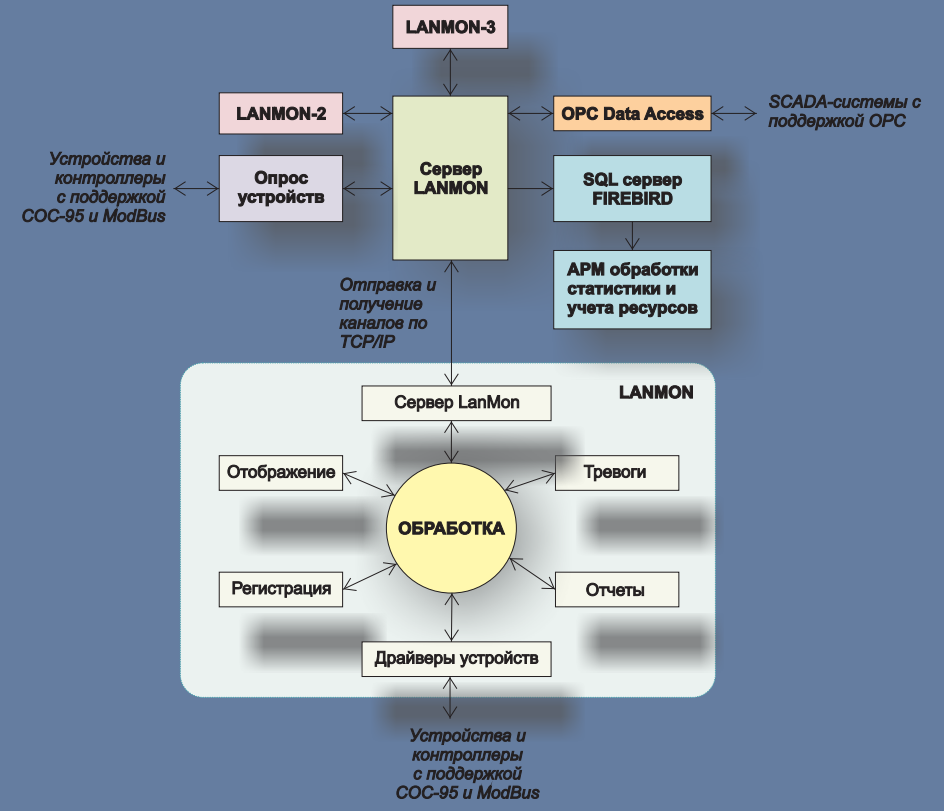 LANMON-3
LANMON-2
Сервер
LANMON
OPC Data Access
SCADA-системы с
поддержкой OPC
Устройства и
контроллеры
с поддержкой
СОС-95 и ModBus
Опрос
устройств
SQL сервер
FIREBIRD
АРМ обработки
статистики и
учета ресурсов
Отправка и
получение
каналов по
TCP/IP
LANMON
Сервер LanMon
Отображение
Тревоги
ОБРАБОТКА
Регистрация
Отчеты
Драйверы устройств
Устройства и
контроллеры
с поддержкой
СОС-95 и ModBus